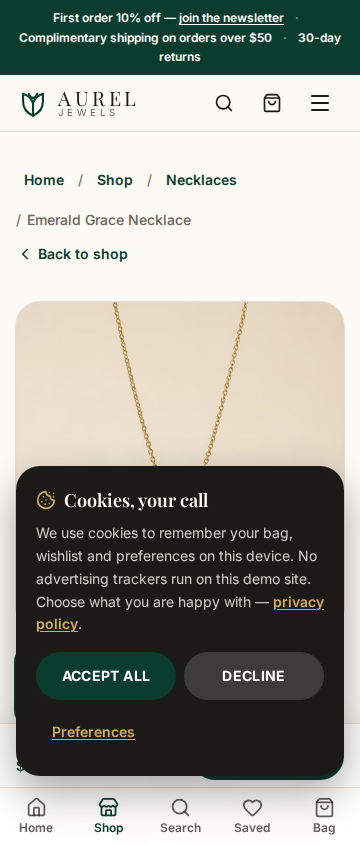 First order 10% off — join the newsletter ·
Complimentary shipping on orders over $50 · 30-day
returns
AUREL
JEWELS
Home / Shop / Necklaces
/ Emerald Grace Necklace
Back to shop
Cookies, your call
We use cookies to remember your bag,
wishlist and preferences on this device. No
advertising trackers run on this demo site.
Choose what you are happy with — privacy
policy.
ACCEPT ALL DECLINE
Preferences
Home Shop Search Saved Bag